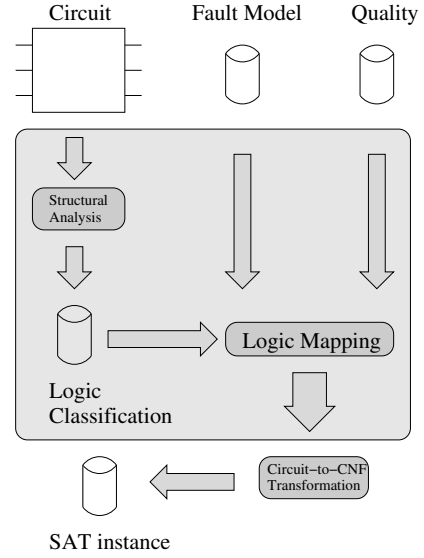 Circuit
Fault Model
Quality
Structural
Analysis
Logic Mapping
Logic
Classification
Circuit−to−CNF
Transformation
SAT instance